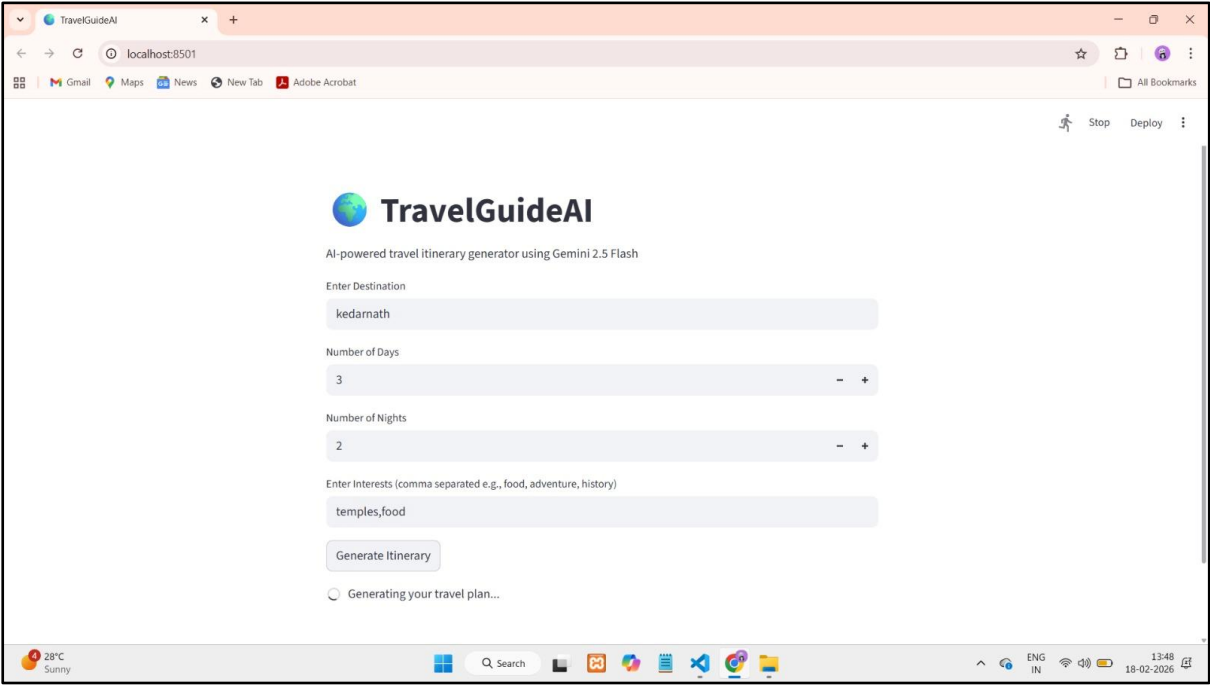 TravelGuideAI
localhost:8501
Gmail Maps News New Tab Adobe Acrobat All Bookmarks
Stop Deploy
TravelGuideAI
AI-powered travel itinerary generator using Gemini 2.5 Flash
Enter Destination
kedarnath
Number of Days
3
Number of Nights
2
Enter Interests (comma separated e.g., food, adventure, history)
temples,food
Generate Itinerary
Generating your travel plan...
4 28°C
Sunny
Search
ENG
IN
13:48
18-02-2026